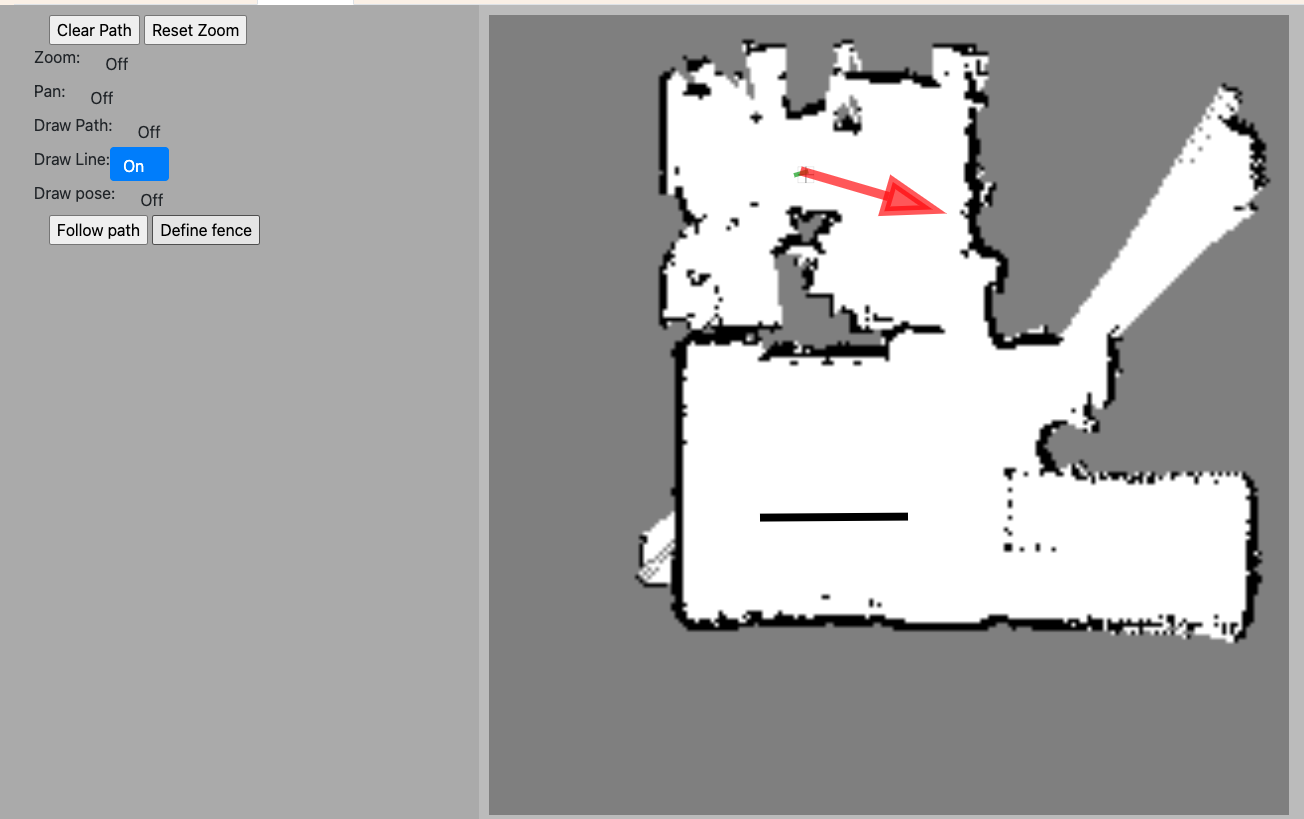 Clear Path Reset Zoom
Zoom: Off
Pan: Off
Draw Path: Off
Draw Line: On
Draw pose: Off
Follow path Define fence